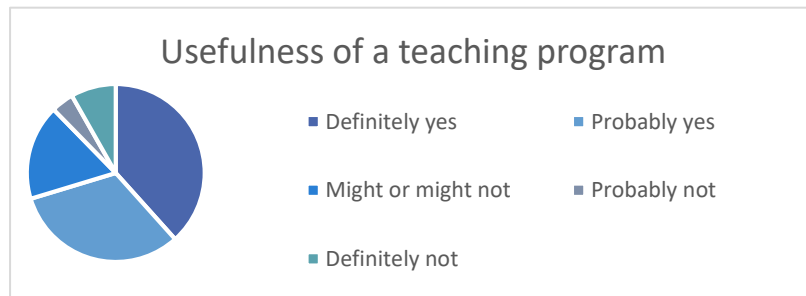 Usefulness of a teaching program
Definitely yes
Probably yes
Might or might not
Probably not
Definitely not